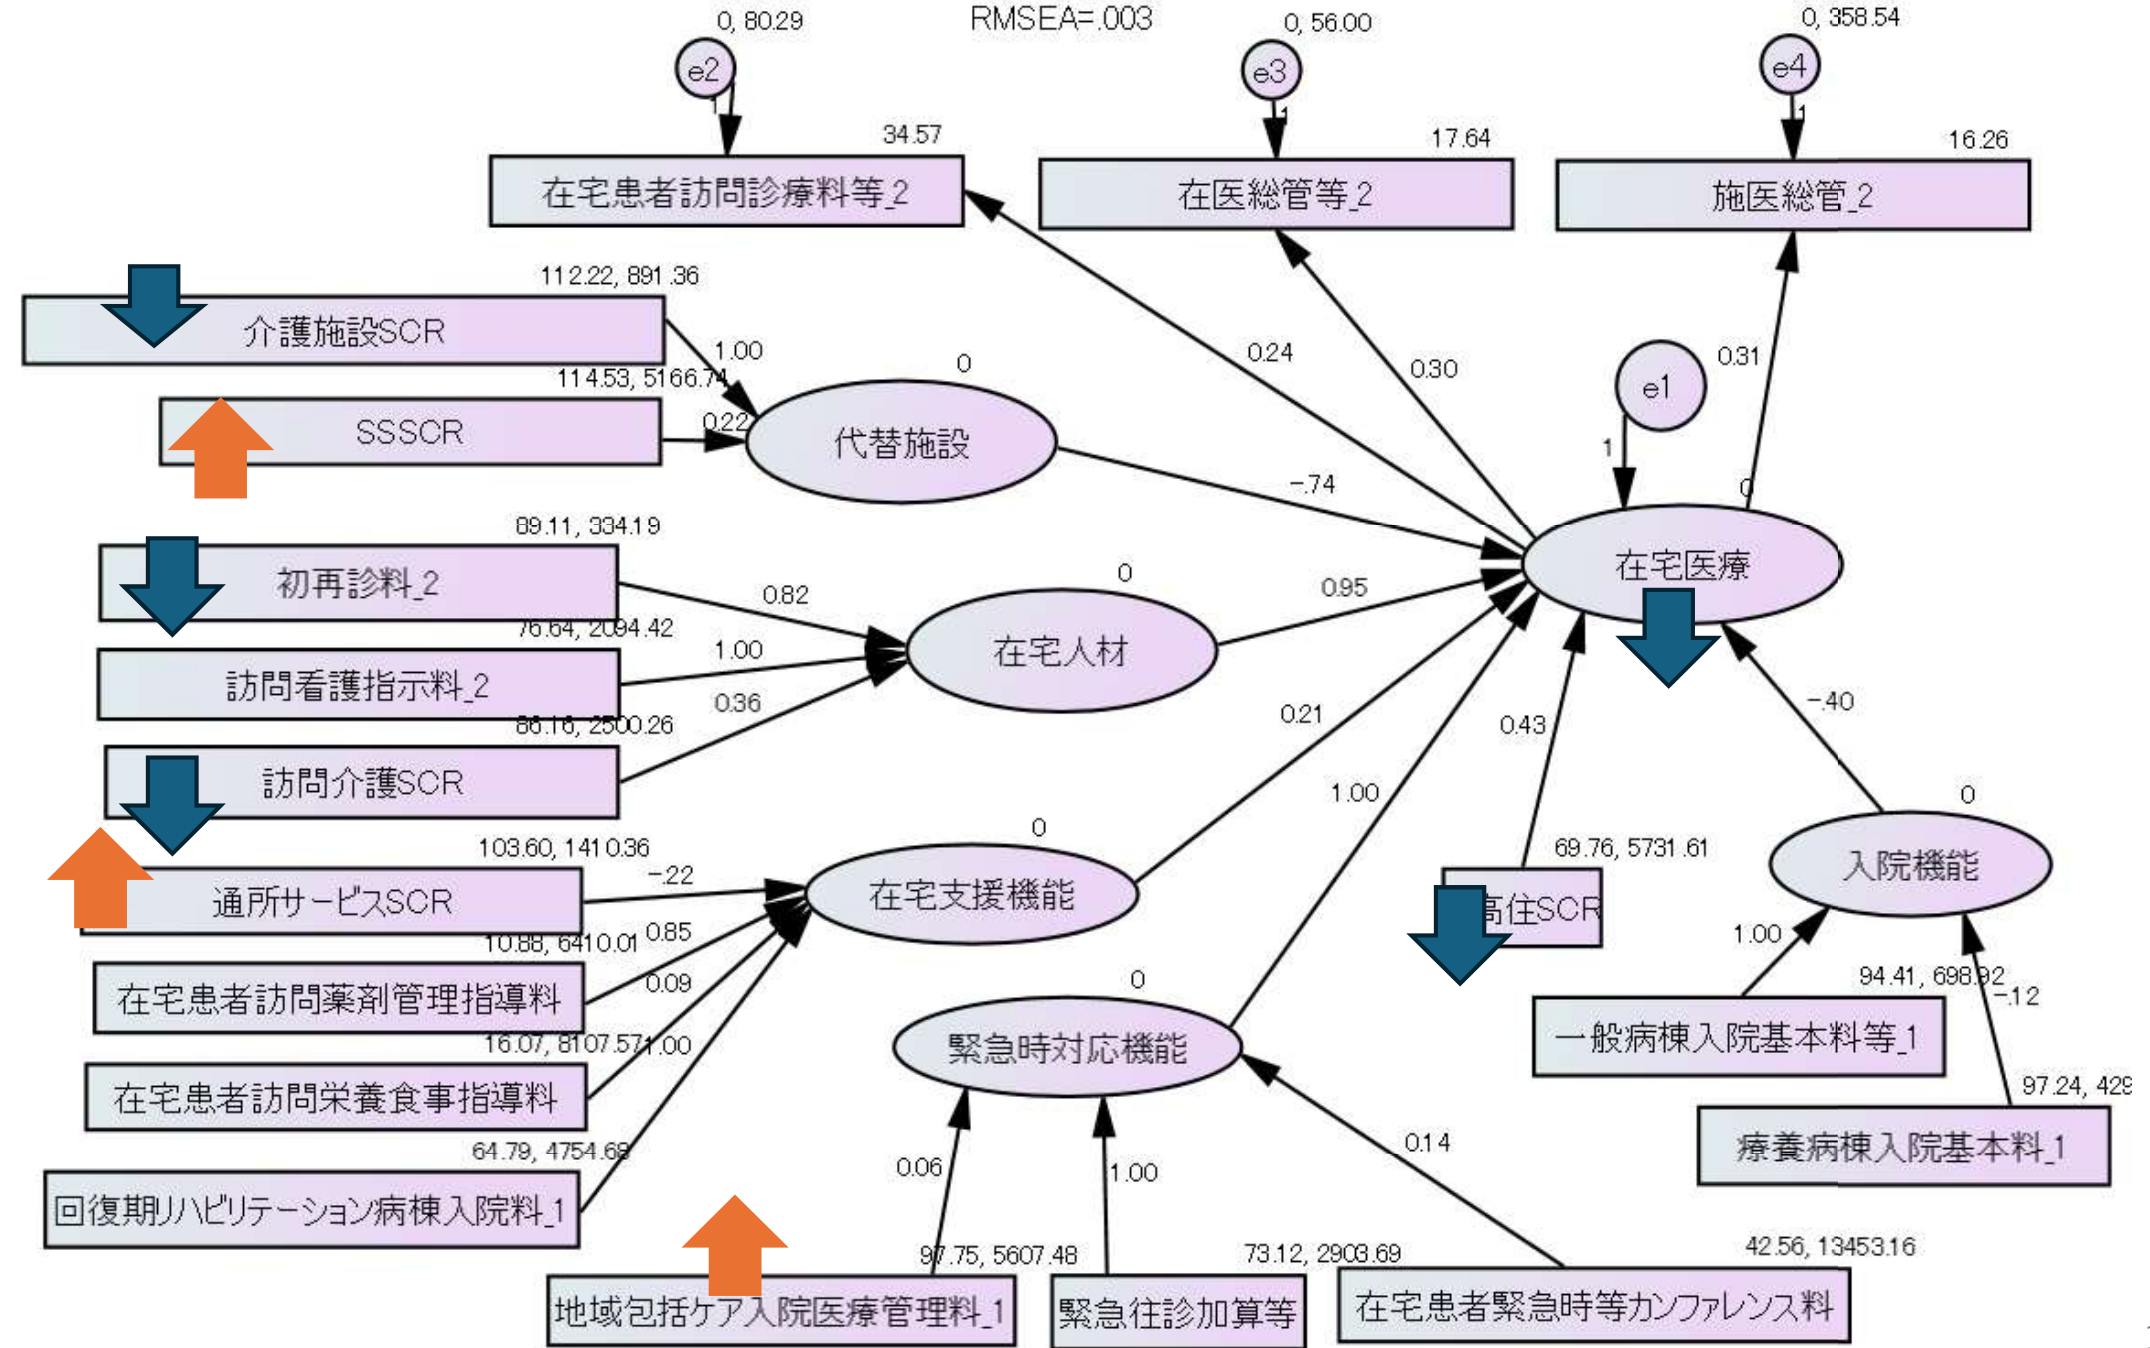 0, 80.29
RMSEA=.003
0, 56.00
0, 358.54
e2
e3
e4
1
1
1
34.57
17.64
16.26
在宅患者訪問診療料等_2
在医総管等_2
施医総管_2
112.22, 891.36
介護施設SCR
1.00
0
0.24
0.30
0.31
e1
114.53, 5166.74
SSSCR
0.22
代替施設
1
-.74
0
89.11, 334.19
初再診料_2
0.82
0
0.95
在宅医療
76.64, 2094.42
訪問看護指示料_2
1.00
在宅人材
86.16, 2500.26
0.36
0.21
0.43
-.40
訪問介護SCR
1.00
0
0
103.60, 1410.36
-.22
69.76, 5731.61
通所サービスSCR
在宅支援機能
高住SCR
入院機能
10.88, 6410.01
0.85
1.00
在宅患者訪問薬剤管理指導料
0.09
0
94.41, 698.92
-.12
16.07, 8107.57
1.00
緊急時対応機能
一般病棟入院基本料等_1
在宅患者訪問栄養食事指導料
97.24, 429
64.79, 4754.68
0.06
1.00
0.14
療養病棟入院基本料_1
回復期リハビリテーション病棟入院料_1
97.75, 5607.48
73.12, 2903.69
42.56, 13453.16
地域包括ケア入院医療管理料_1
緊急往診加算等
在宅患者緊急時等カンファレンス料